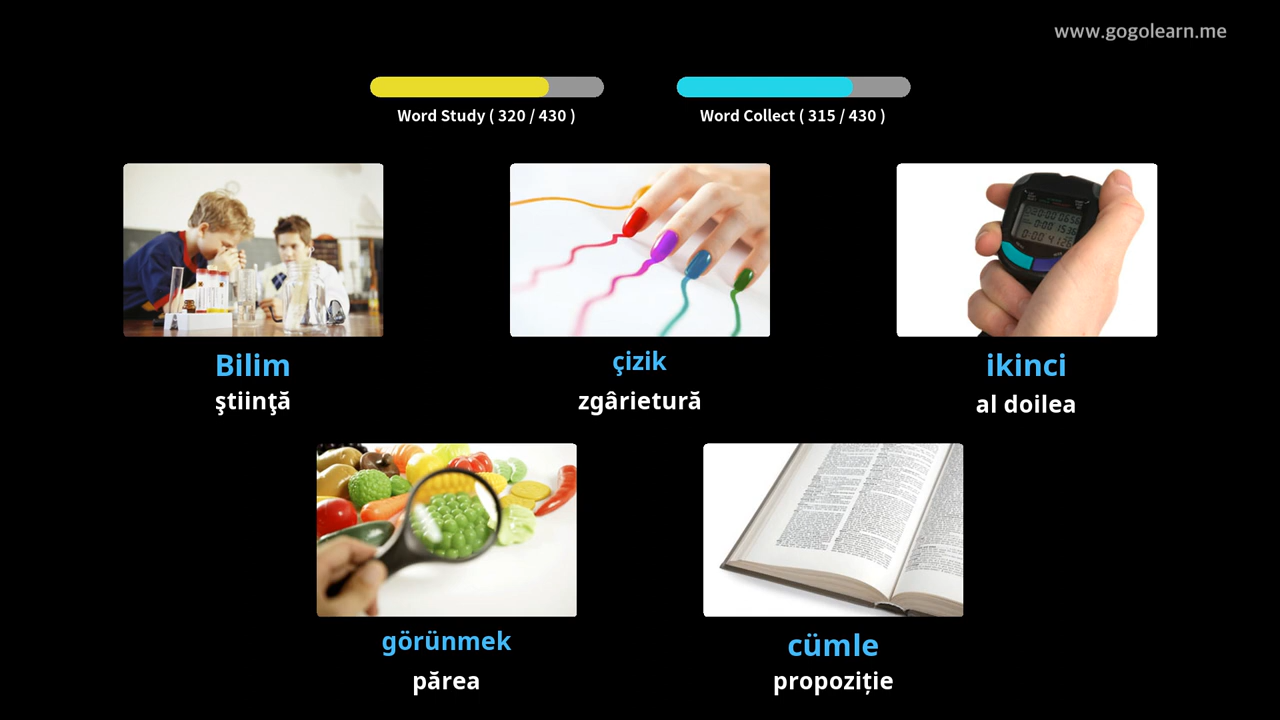 www.gogolearn.me
Word Study ( 320 / 430 )
Word Collect ( 315 / 430 )
Bilim
ştiinţă
çizik
zgârietură
ikinci
al doilea
görünmek
părea
cümle
propoziție